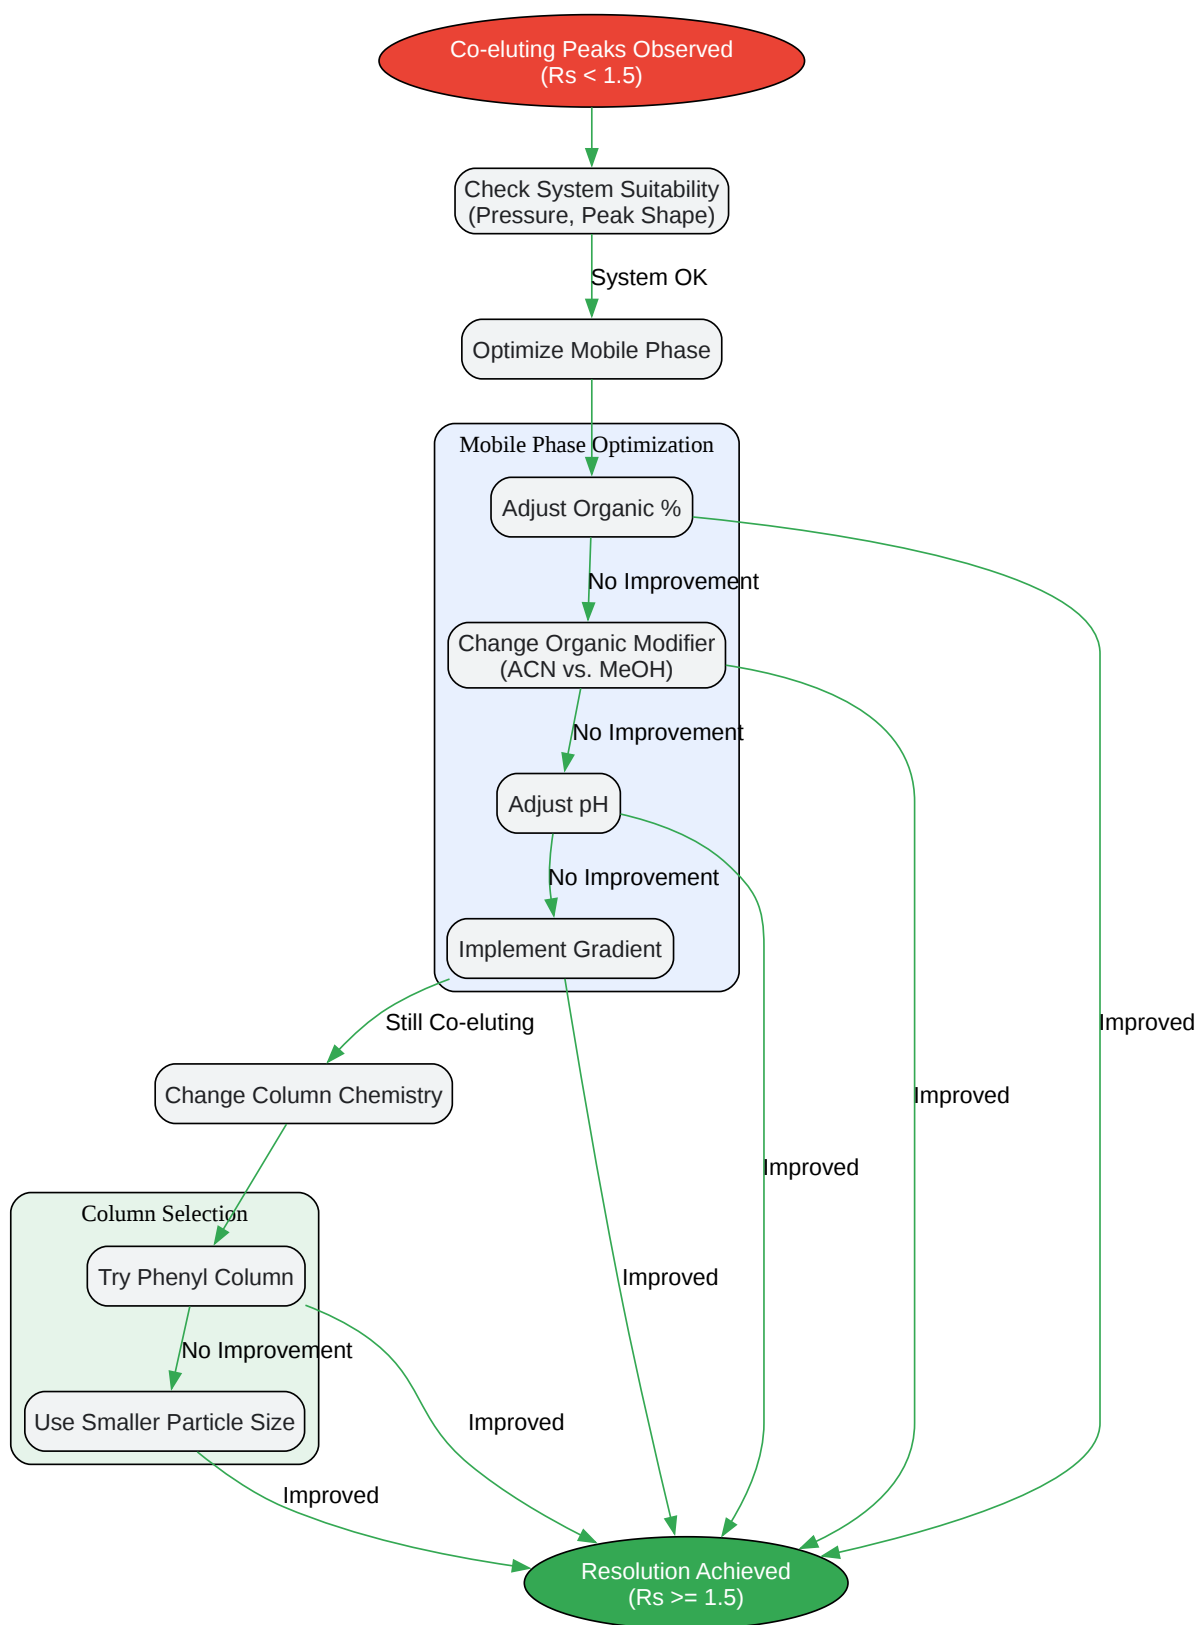 Co-eluting Peaks Observed
(Rs < 1.5)
Check System Suitability
(Pressure, Peak Shape)
System OK
Optimize Mobile Phase
Mobile Phase Optimization
Adjust Organic %
No Improvement
Change Organic Modifier
(ACN vs. MeOH)
No Improvement
Adjust pH
No Improvement
Implement Gradient
Still Co-eluting
Improved
Change Column Chemistry
Improved
Improved
Column Selection
Try Phenyl Column
Improved
No Improvement
Use Smaller Particle Size
Improved
Improved
Resolution Achieved
(Rs >= 1.5)